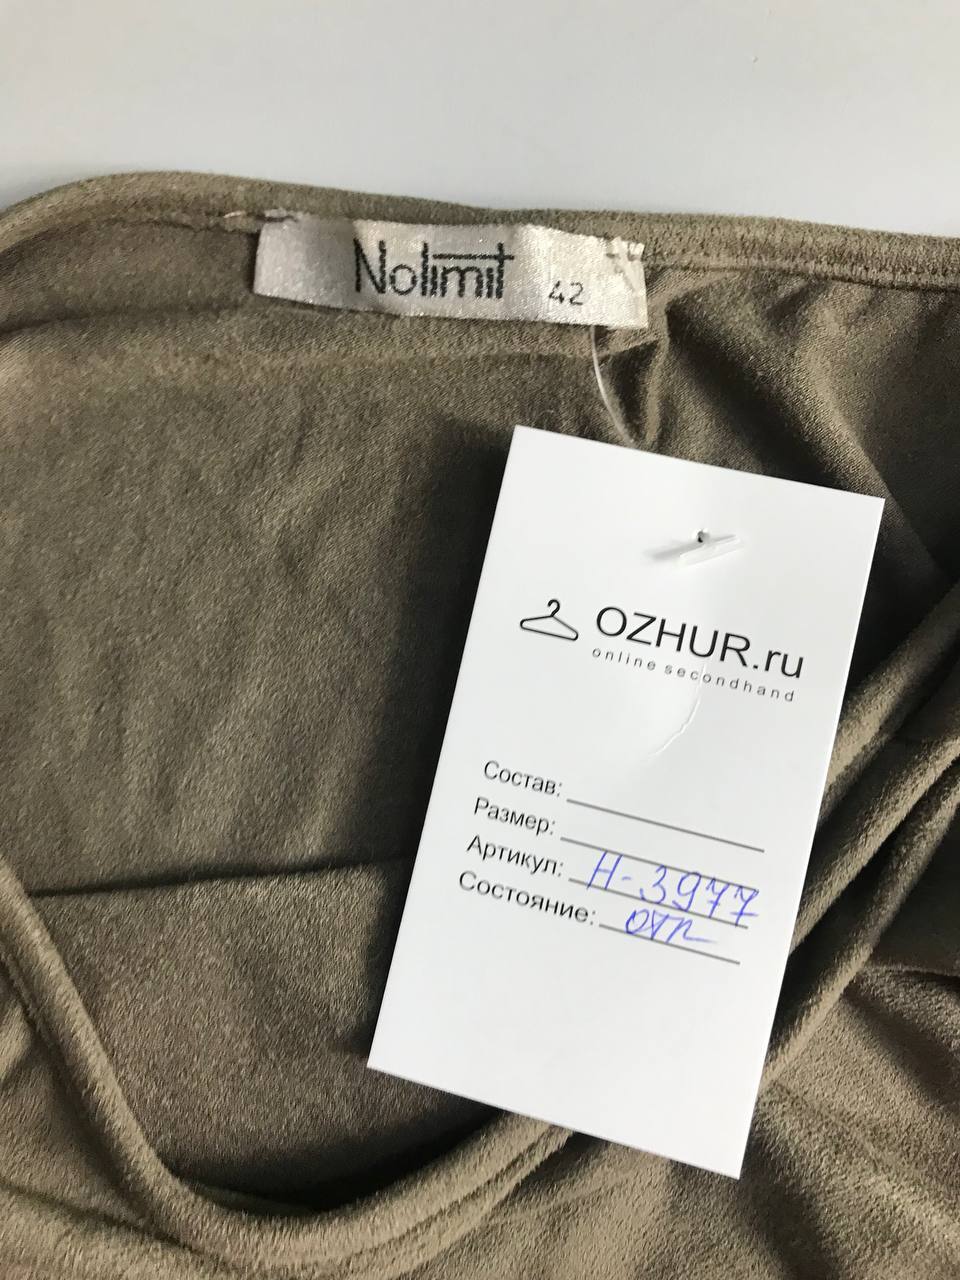 Nolimit 42
OZHUR.ru
online secondhand
Состав:
Размер:
Артикул: Н-3977
Состояние: отл